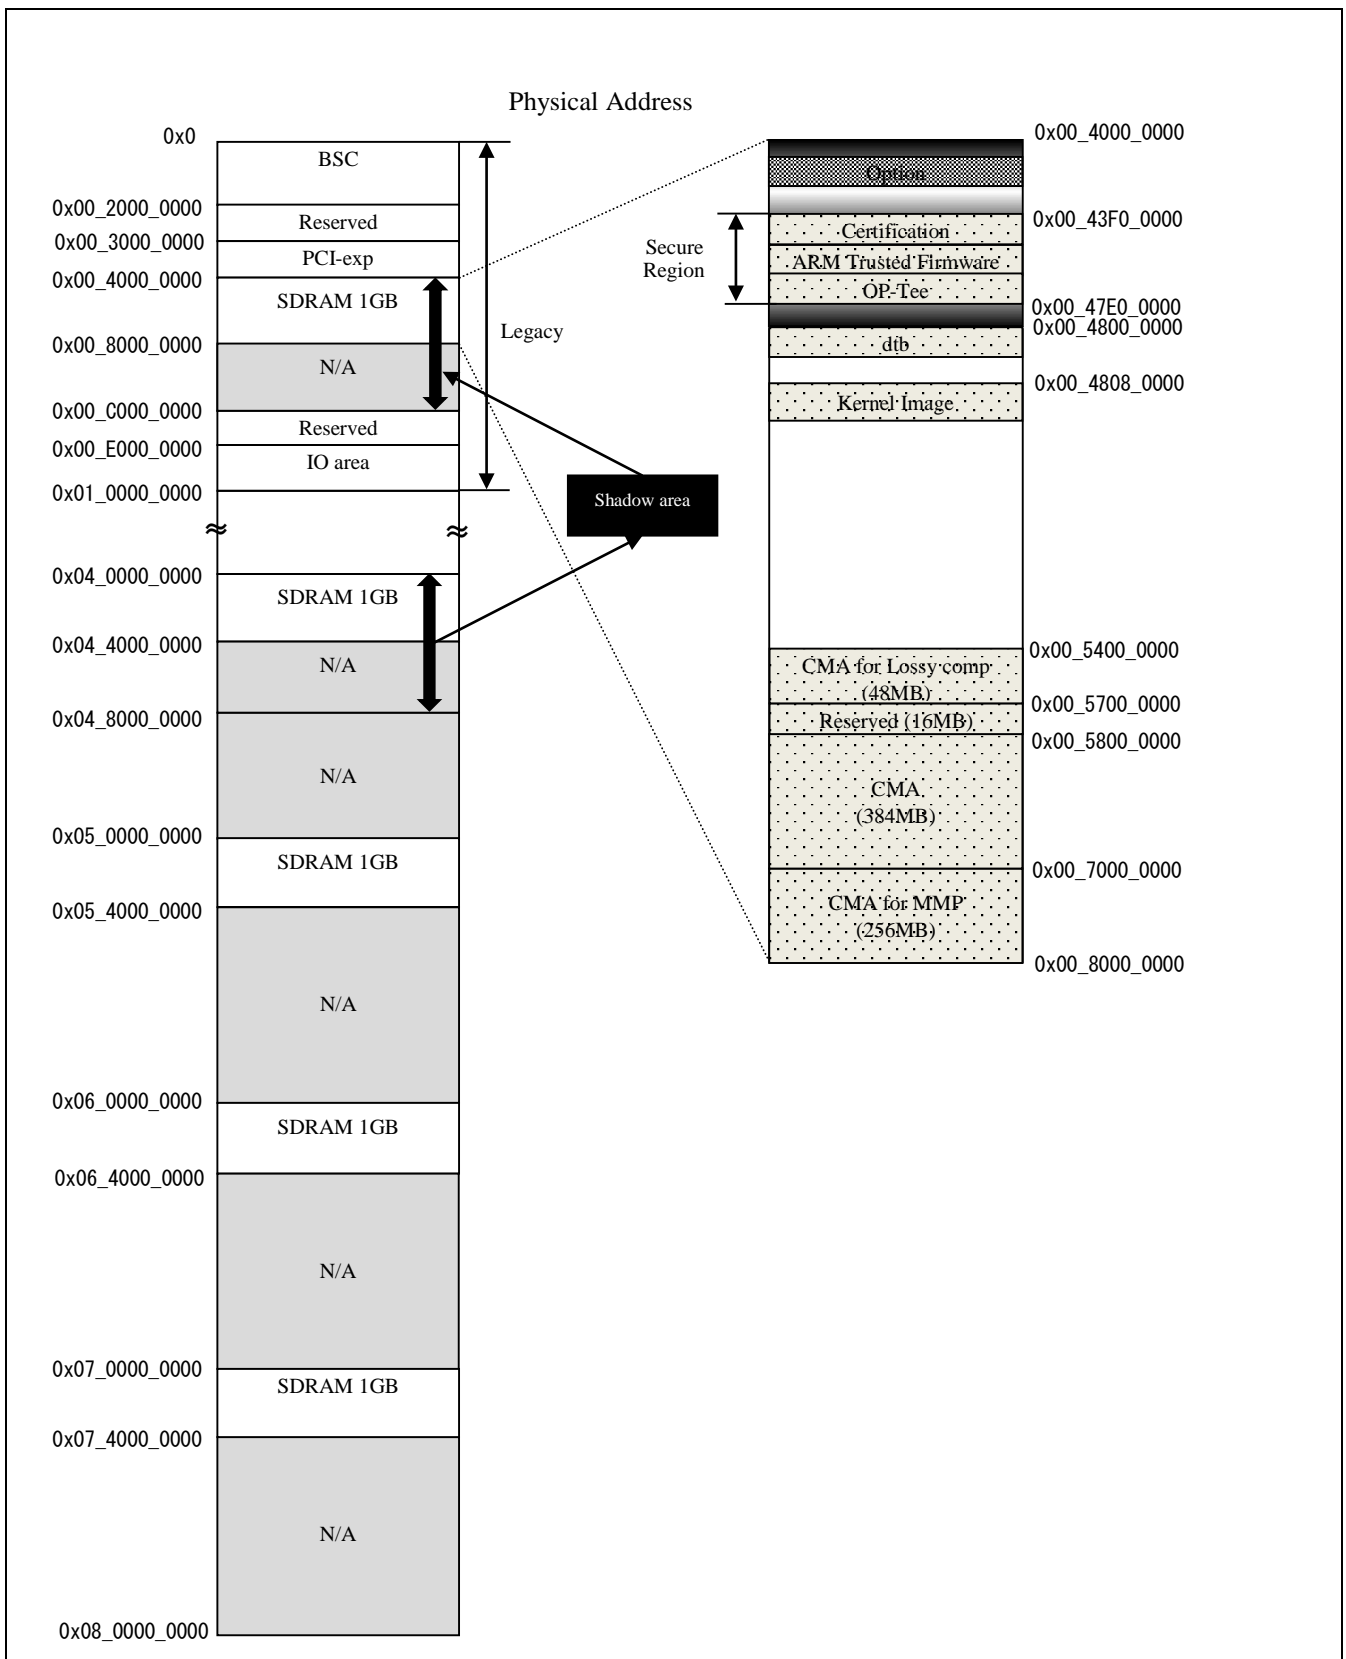 Physical Address
0x0
BSC
0x00_2000_0000
Reserved
0x00_3000_0000
PCI-exp
0x00_4000_0000
SDRAM 1GB
0x00_8000_0000
N/A
0x00_C000_0000
Reserved
0x00_E000_0000
IO area
0x01_0000_0000
Legacy
Shadow area
0x04_0000_0000
SDRAM 1GB
0x04_4000_0000
N/A
0x04_8000_0000
N/A
0x05_0000_0000
SDRAM 1GB
0x05_4000_0000
N/A
0x06_0000_0000
SDRAM 1GB
0x06_4000_0000
N/A
0x07_0000_0000
SDRAM 1GB
0x07_4000_0000
N/A
0x08_0000_0000
0x00_4000_0000
Option
0x00_43F0_0000
Secure
Region
Certification
ARM Trusted Firmware
OP-Tee
0x00_47E0_0000
0x00_4800_0000
dtb
0x00_4808_0000
Kernel Image
0x00_5400_0000
CMA for Lossy comp
(48MB)
0x00_5700_0000
Reserved (16MB)
0x00_5800_0000
CMA
(384MB)
0x00_7000_0000
CMA for MMP
(256MB)
0x00_8000_0000